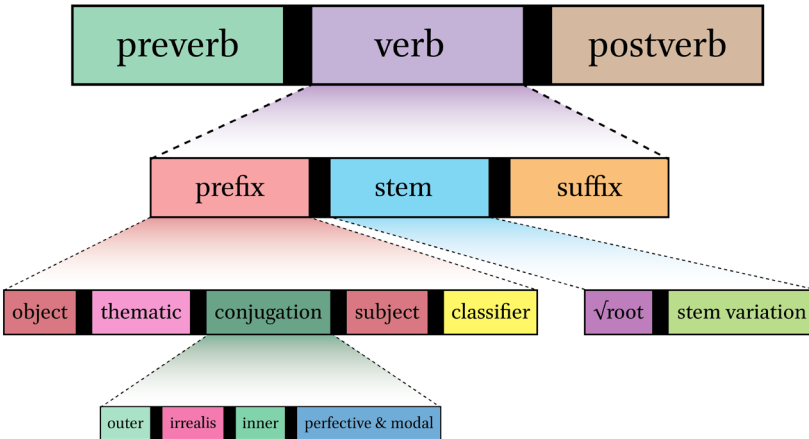 preverb verb postverb
prefix stem suffix
object thematic conjugation subject classifier √root stem variation
outer irrealis inner perfective & modal